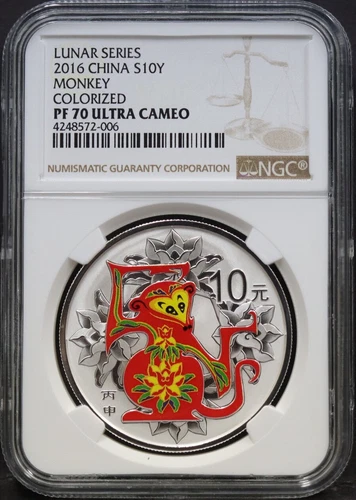 LUNAR SERIES
2016 CHINA S10Y
MONKEY
COLORIZED
PF 70 ULTRA CAMEO
4248572-006
NUMISMATIC GUARANTY CORPORATION
NGC®
10元
丙申